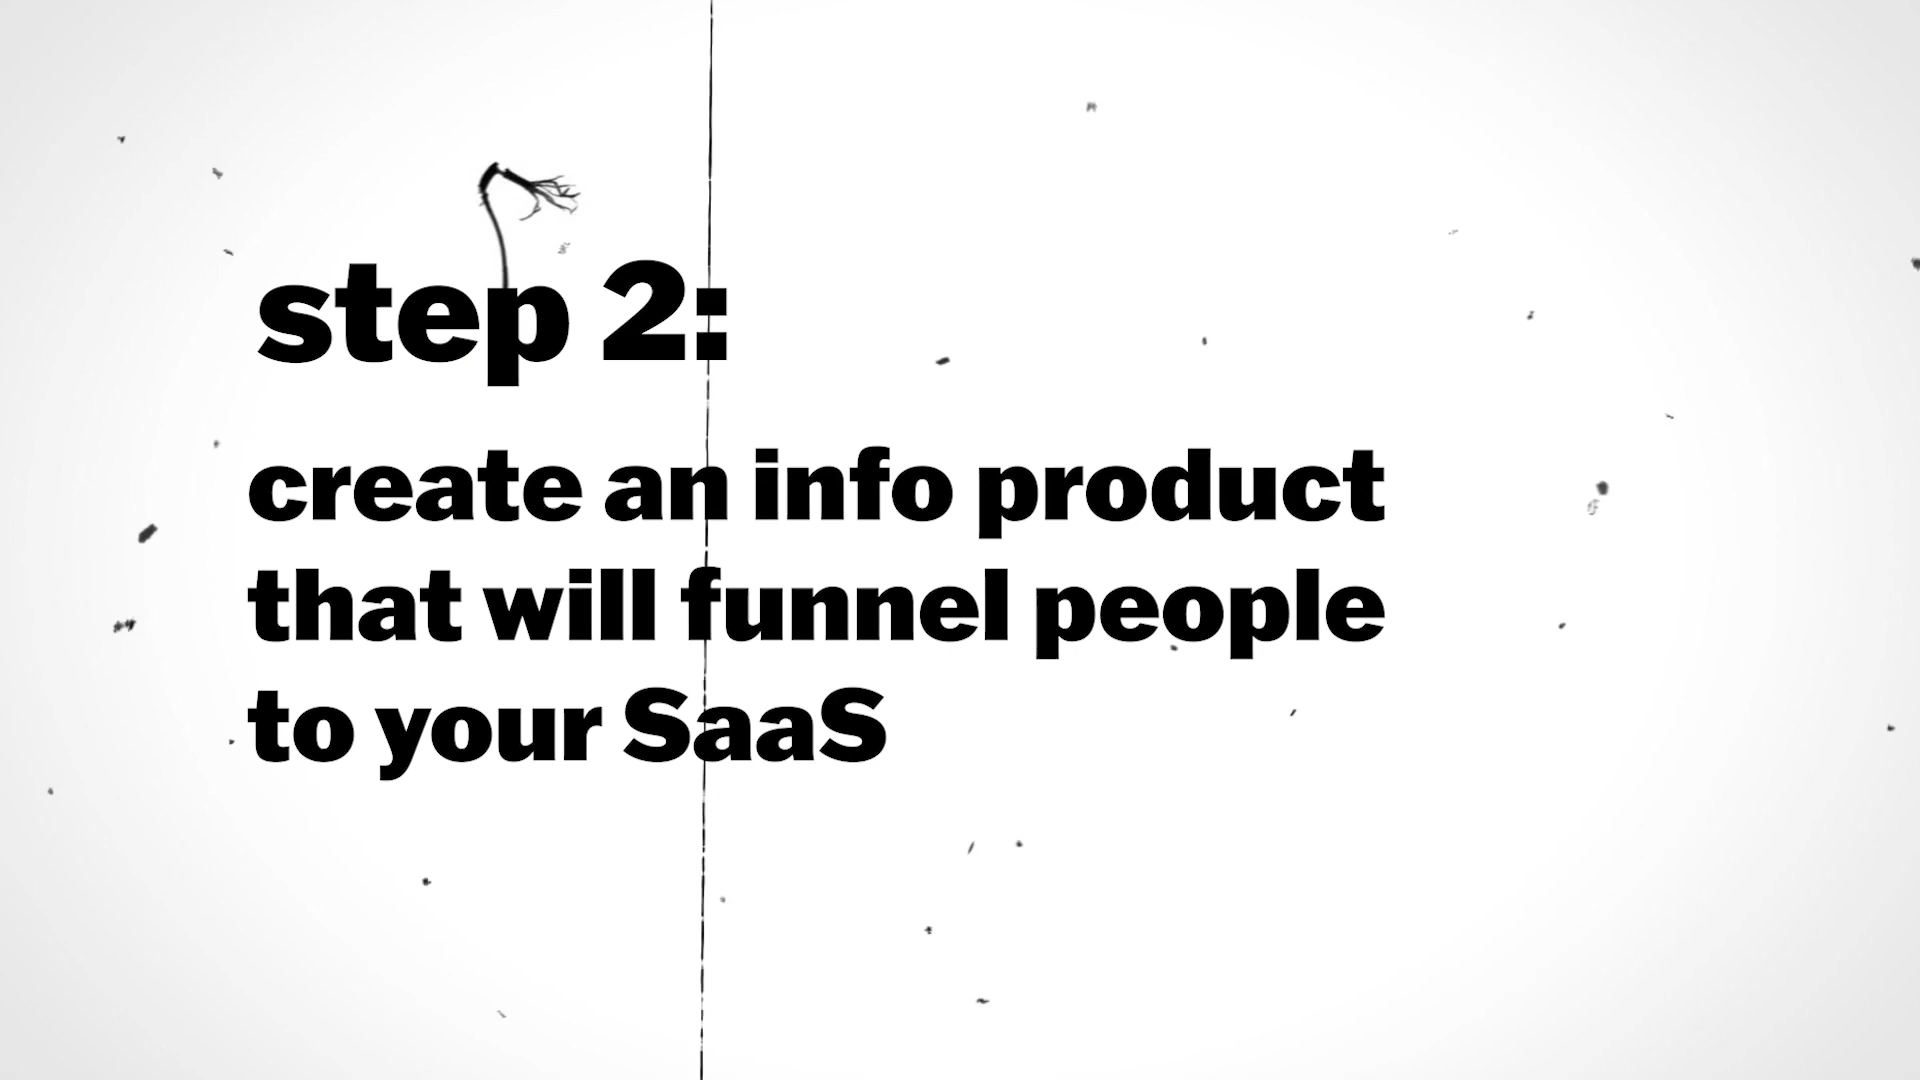 step 2:
create an info product
that will funnel people
to your SaaS